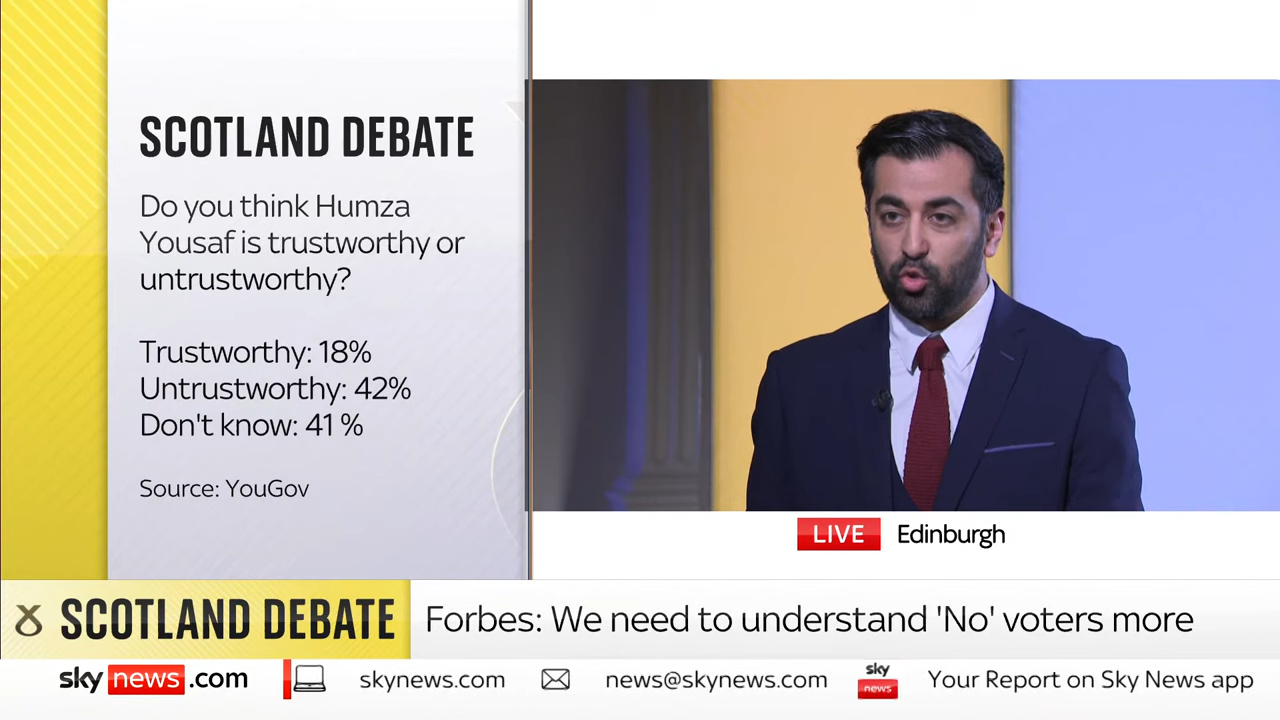 SCOTLAND DEBATE
Do you think Humza
Yousaf is trustworthy or
untrustworthy?
Trustworthy: 18%
Untrustworthy: 42%
Don't know: 41 %
Source: YouGov
LIVE Edinburgh
SCOTLAND DEBATE Forbes: We need to understand 'No' voters more
sky news .com skynews.com news@skynews.com sky news Your Report on Sky News app